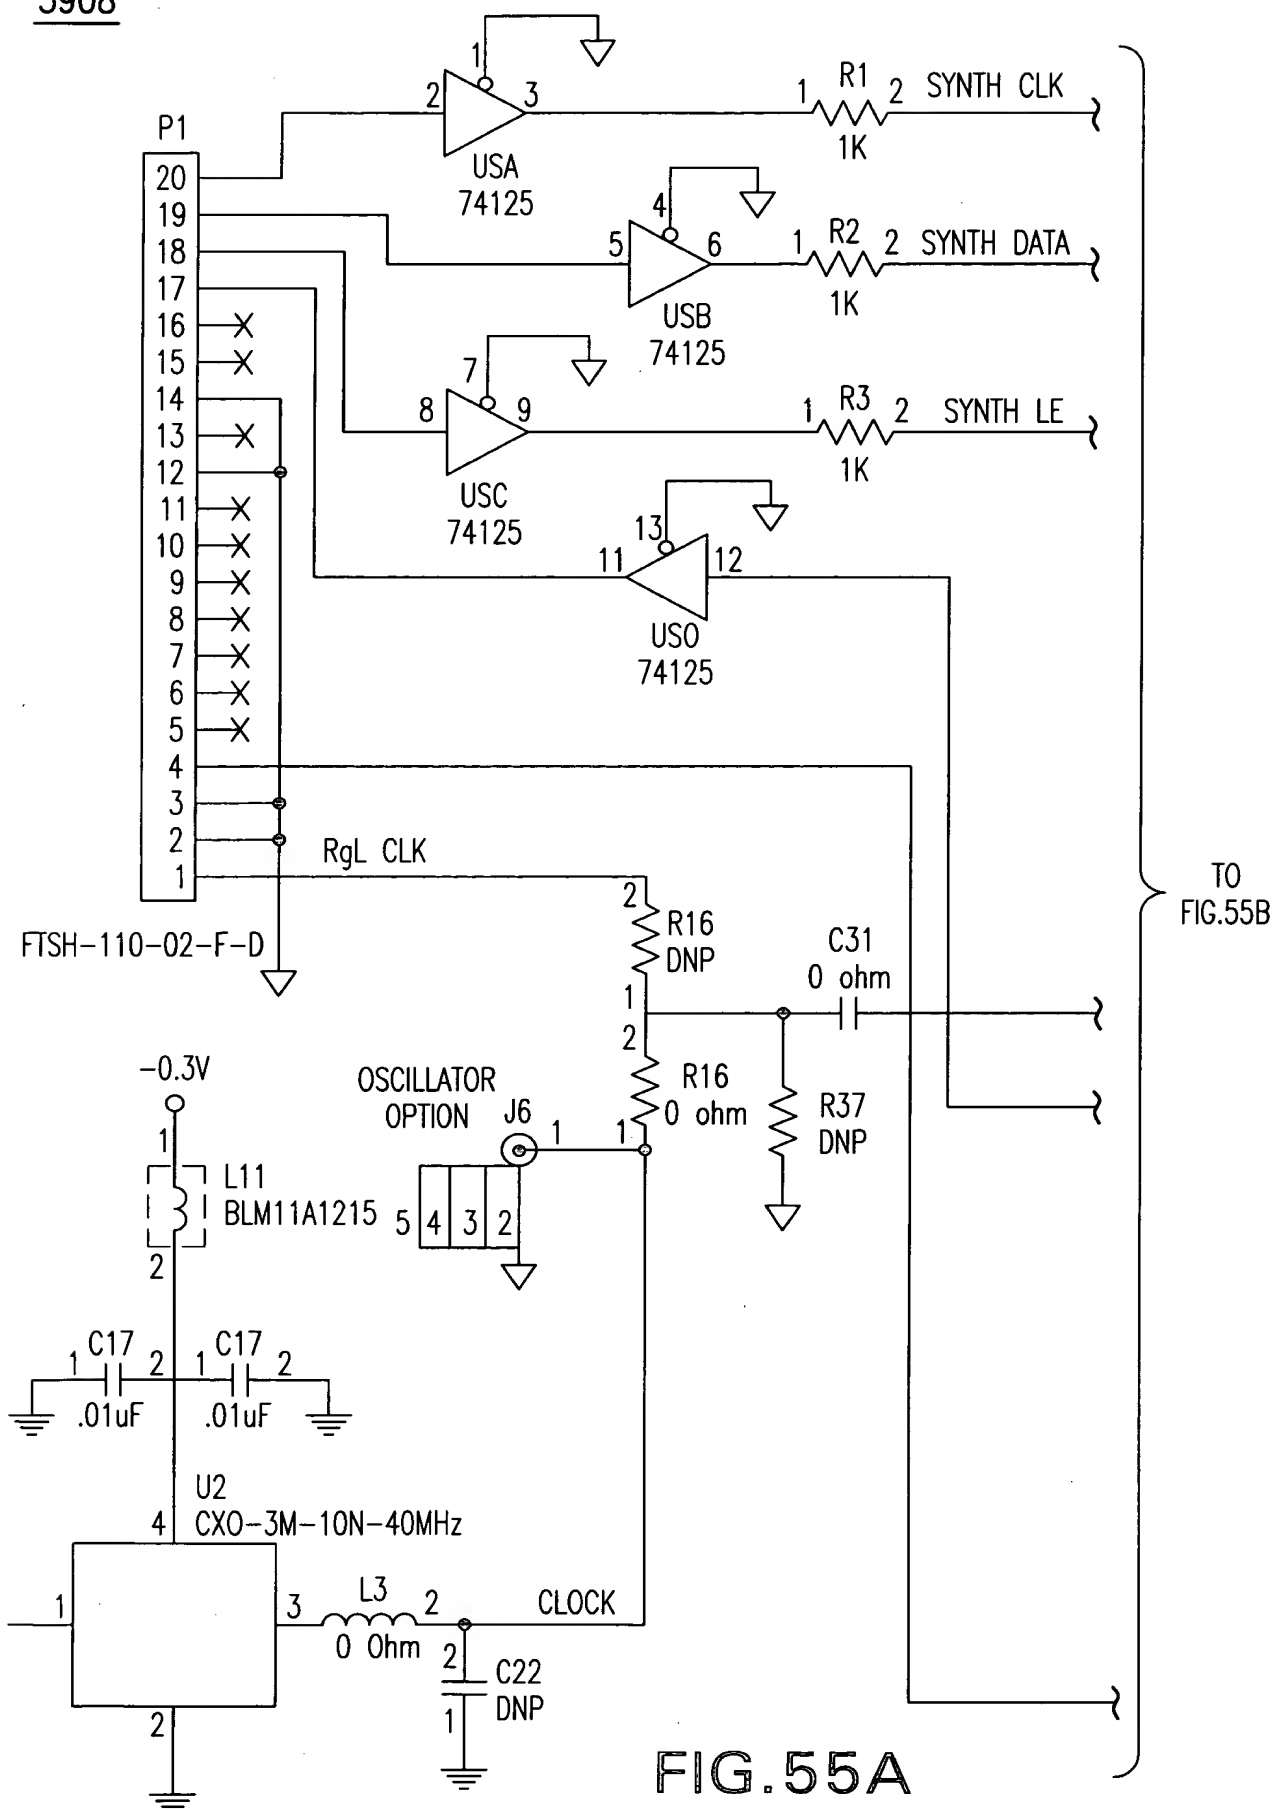 5908
P1
20
19
18
17
16
15
14
13
12
11
10
9
8
7
6
5
4
3
2
1
FTSH-110-02-F-D
1
2 3
USA
74125
1 R1 2 SYNTH CLK
1K
4
5 6
USB
74125
1 R2 2 SYNTH DATA
1K
7
8 9
USC
74125
1 R3 2 SYNTH LE
1K
13
11 12
USO
74125
RgL CLK
2
R16
DNP
1
C31
0 ohm
2
R16
0 ohm
1
R37
DNP
TO
FIG.55B
-0.3V
1
L11
BLM11A1215
2
OSCILLATOR
OPTION
J6
1
5 4 3 2
1 C17 2
.01uF
1 C17 2
.01uF
U2
CXO-3M-10N-40MHz
4
1
3
2
L3 2
0 Ohm
CLOCK
2
C22
DNP
1
FIG.55A